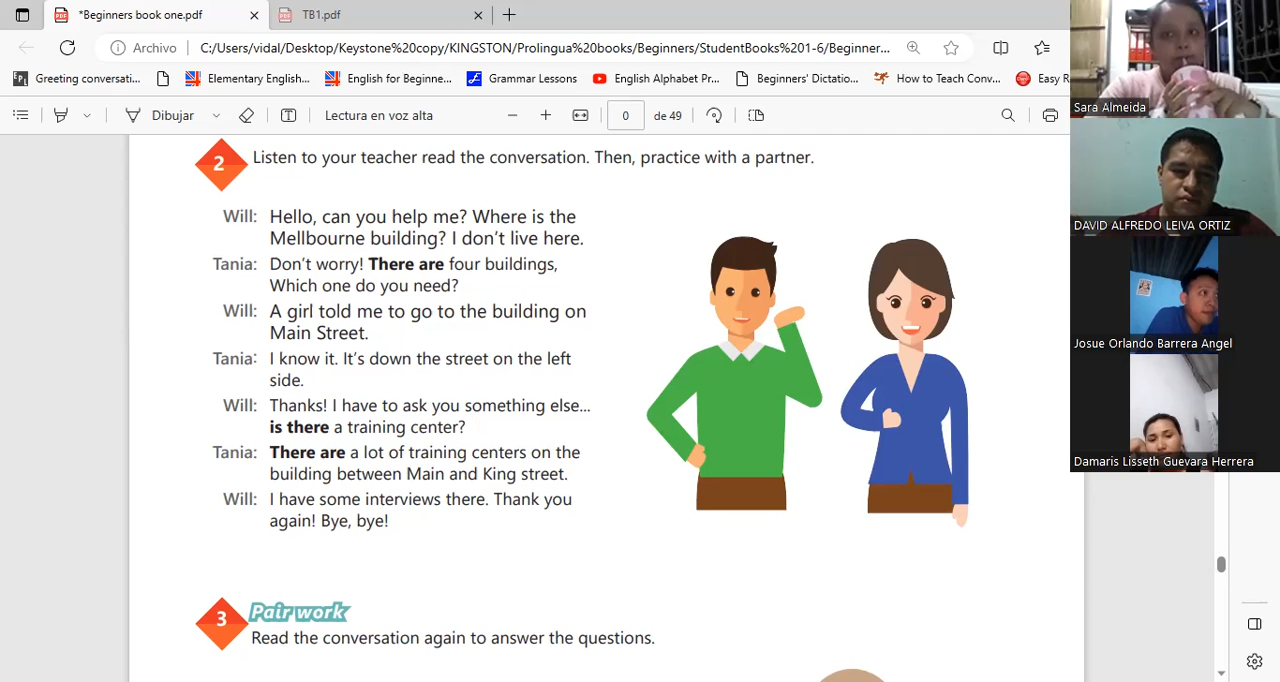 *Beginners book one.pdf
TB1.pdf
Archivo
C:/Users/vidal/Desktop/Keystone%20copy/KINGSTON/Prolingua%20books/Beginners/StudentBooks%201-6/Beginner...
Greeting conversati...
Elementary English...
English for Beginne...
Grammar Lessons
English Alphabet Pr...
Beginners' Dictatio...
How to Teach Conv...
Easy R
Dibujar
Lectura en voz alta
0
de 49
2
Listen to your teacher read the conversation. Then, practice with a partner.
Will: Hello, can you help me? Where is the
Mellbourne building? I don't live here.
Tania: Don't worry! There are four buildings,
Which one do you need?
Will: A girl told me to go to the building on
Main Street.
Tania: I know it. It's down the street on the left
side.
Will: Thanks! I have to ask you something else...
is there a training center?
Tania: There are a lot of training centers on the
building between Main and King street.
Will: I have some interviews there. Thank you
again! Bye, bye!
3
Pair work
Read the conversation again to answer the questions.
Sara Almeida
DAVID ALFREDO LEIVA ORTIZ
Josue Orlando Barrera Angel
Damaris Lisseth Guevara Herrera